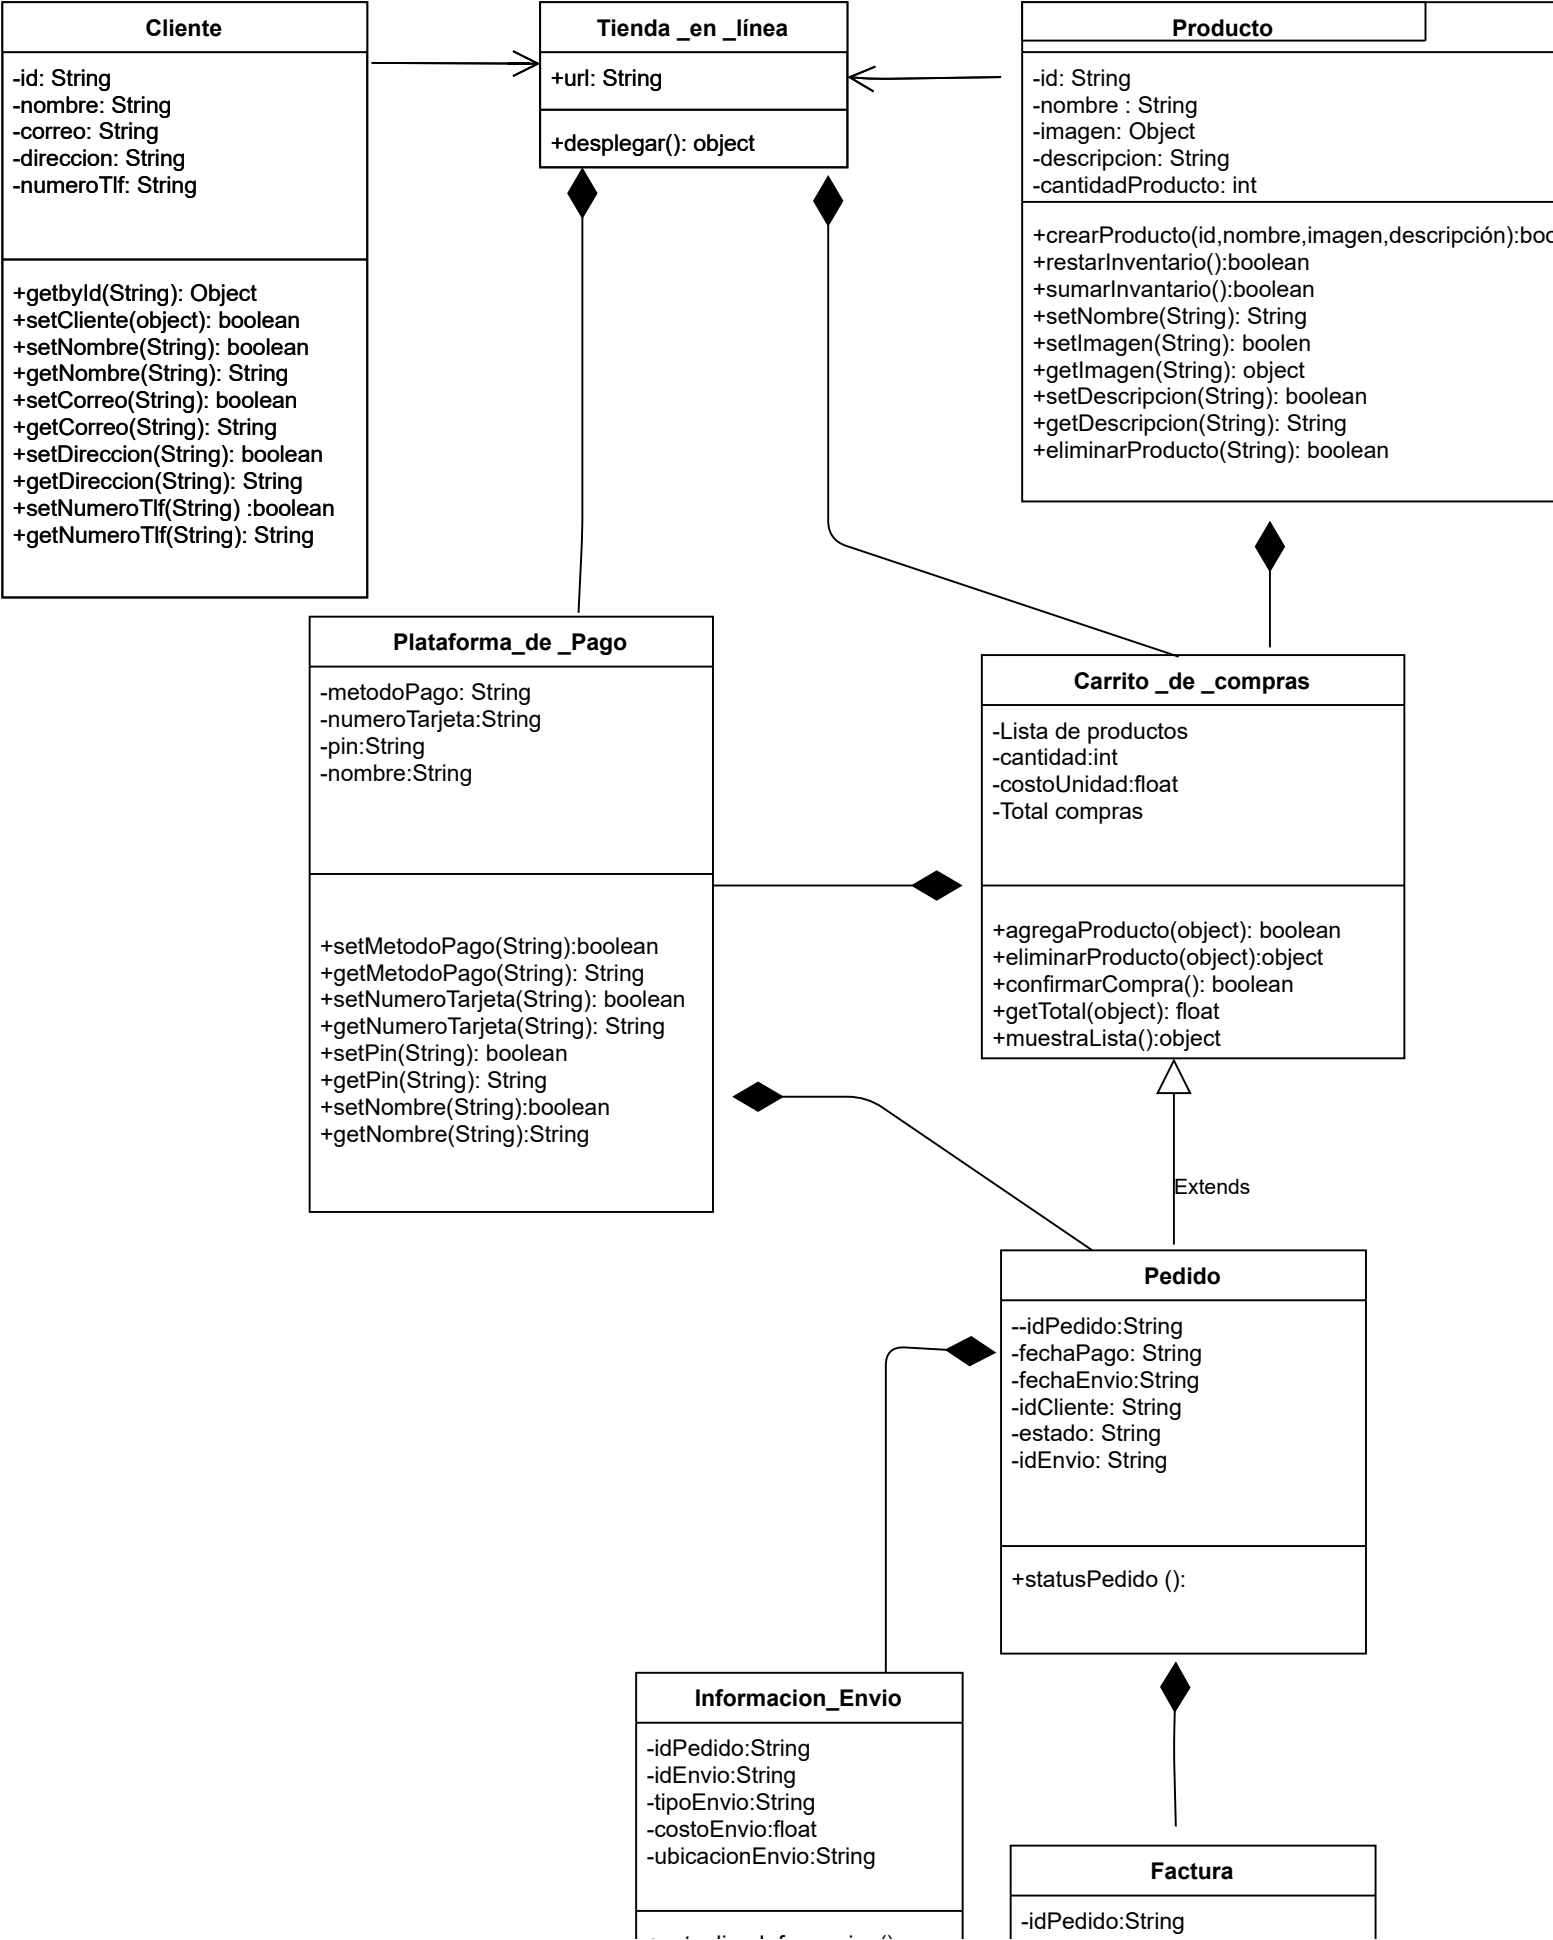 Cliente
-id: String
-nombre: String
-correo: String
-direccion: String
-numeroTlf: String
+getbyId(String): Object
+setCliente(object): boolean
+setNombre(String): boolean
+getNombre(String): String
+setCorreo(String): boolean
+getCorreo(String): String
+setDireccion(String): boolean
+getDireccion(String): String
+setNumeroTlf(String) :boolean
+getNumeroTlf(String): String
Tienda _en _línea
+url: String
+desplegar(): object
Producto
-id: String
-nombre : String
-imagen: Object
-descripcion: String
-cantidadProducto: int
+crearProducto(id,nombre,imagen,descripción):boo
+restarInventario():boolean
+sumarInvantario():boolean
+setNombre(String): String
+setImagen(String): boolen
+getImagen(String): object
+setDescripcion(String): boolean
+getDescripcion(String): String
+eliminarProducto(String): boolean
Plataforma_de _Pago
-metodoPago: String
-numeroTarjeta:String
-pin:String
-nombre:String
+setMetodoPago(String):boolean
+getMetodoPago(String): String
+setNumeroTarjeta(String): boolean
+getNumeroTarjeta(String): String
+setPin(String): boolean
+getPin(String): String
+setNombre(String):boolean
+getNombre(String):String
Carrito _de _compras
-Lista de productos
-cantidad:int
-costoUnidad:float
-Total compras
+agregaProducto(object): boolean
+eliminarProducto(object):object
+confirmarCompra(): boolean
+getTotal(object): float
+muestraLista():object
Extends
Pedido
--idPedido:String
-fechaPago: String
-fechaEnvio:String
-idCliente: String
-estado: String
-idEnvio: String
+statusPedido ():
Informacion_Envio
-idPedido:String
-idEnvio:String
-tipoEnvio:String
-costoEnvio:float
-ubicacionEnvio:String
Factura
-idPedido:String